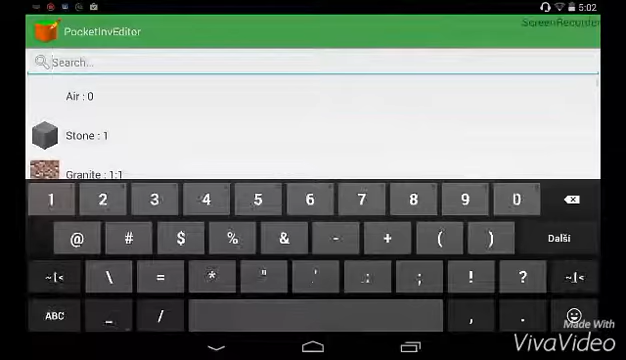 5:02
PocketInvEditor
ScreenRecorder
Search...
Air : 0
Stone : 1
Granite : 1:1
1 2 3 4 5 6 7 8 9 0
@ # $ % & - + ( )
Další
~[< \ = * " ' : ; ! ? ~[<
ABC _ / , .
Made With
VivaVideo